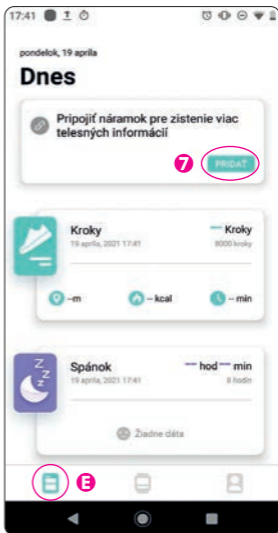 17:41
pondelok, 19 apríla
Dnes
Pripojiť náramok pre zistenie viac
telesných informácií
7 PRIDAŤ
Kroky
19 apríla, 2021 17:41
Kroky
8000 kroky
–m
– kcal
– min
Z Z Z
Spánok
19 apríla, 2021 17:41
hod min
8 hodín
Žiadne dáta
E